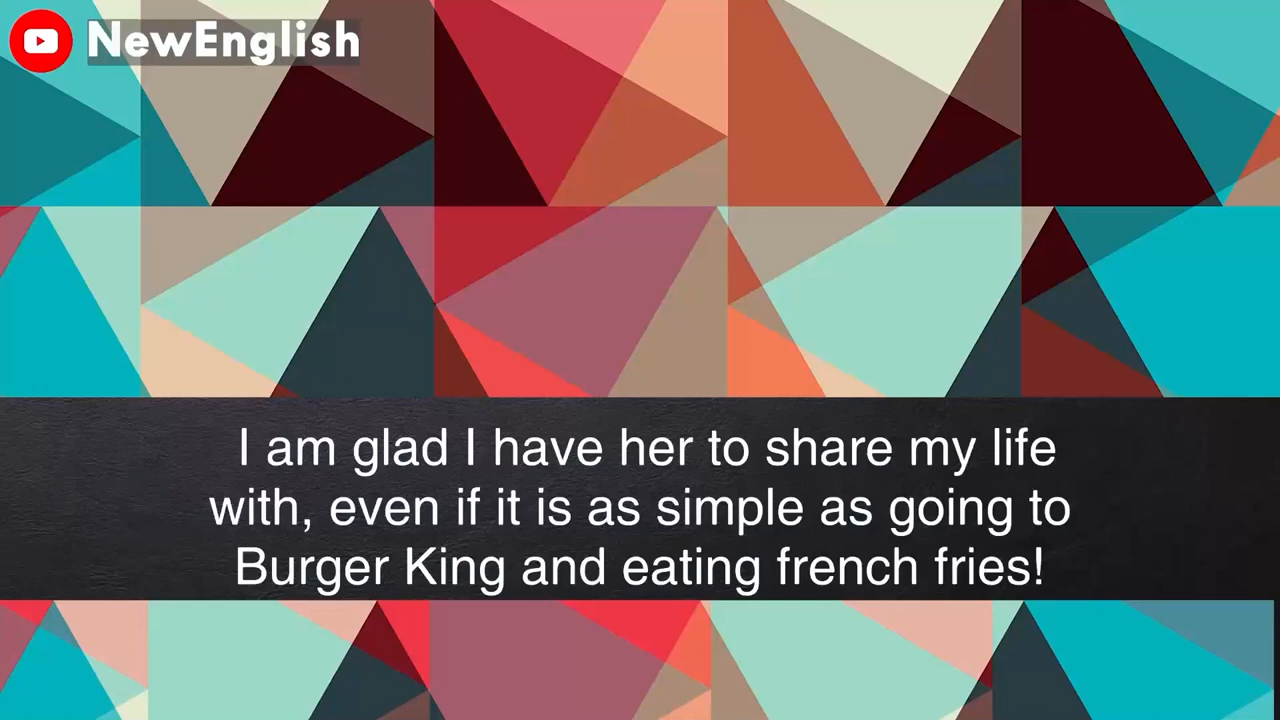 NewEnglish
I am glad I have her to share my life
with, even if it is as simple as going to
Burger King and eating french fries!